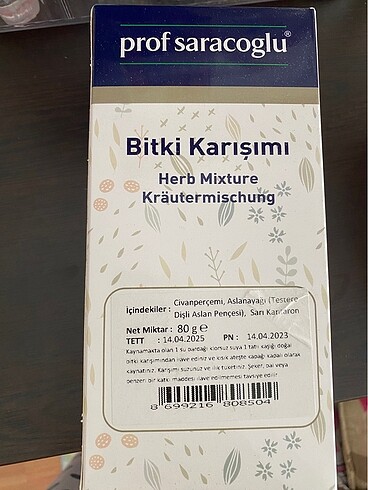 prof saracoglu®
Bitki Karışımı
Herb Mixture
Kräutermischung
İçindekiler : Civanperçemi, Aslanayağı (Testere
Dişli Aslan Pençesi), Sarı Kantaron
Net Miktar : 80 g ℮
TETT : 14.04.2025 PN : 14.04.2023
Kaynamakta olan 1 su bardağı klorsuz suya 1 tatlı kaşığı doğal
bitki karışımından ilave ediniz ve kısık ateşte kapağı kapalı olarak
kaynatınız. Karışımı süzünüz ve ılık tüketiniz. Şeker, bal veya
benzeri bir katkı maddesi ilave edilmemesi tavsiye edilir
8 699216 808504